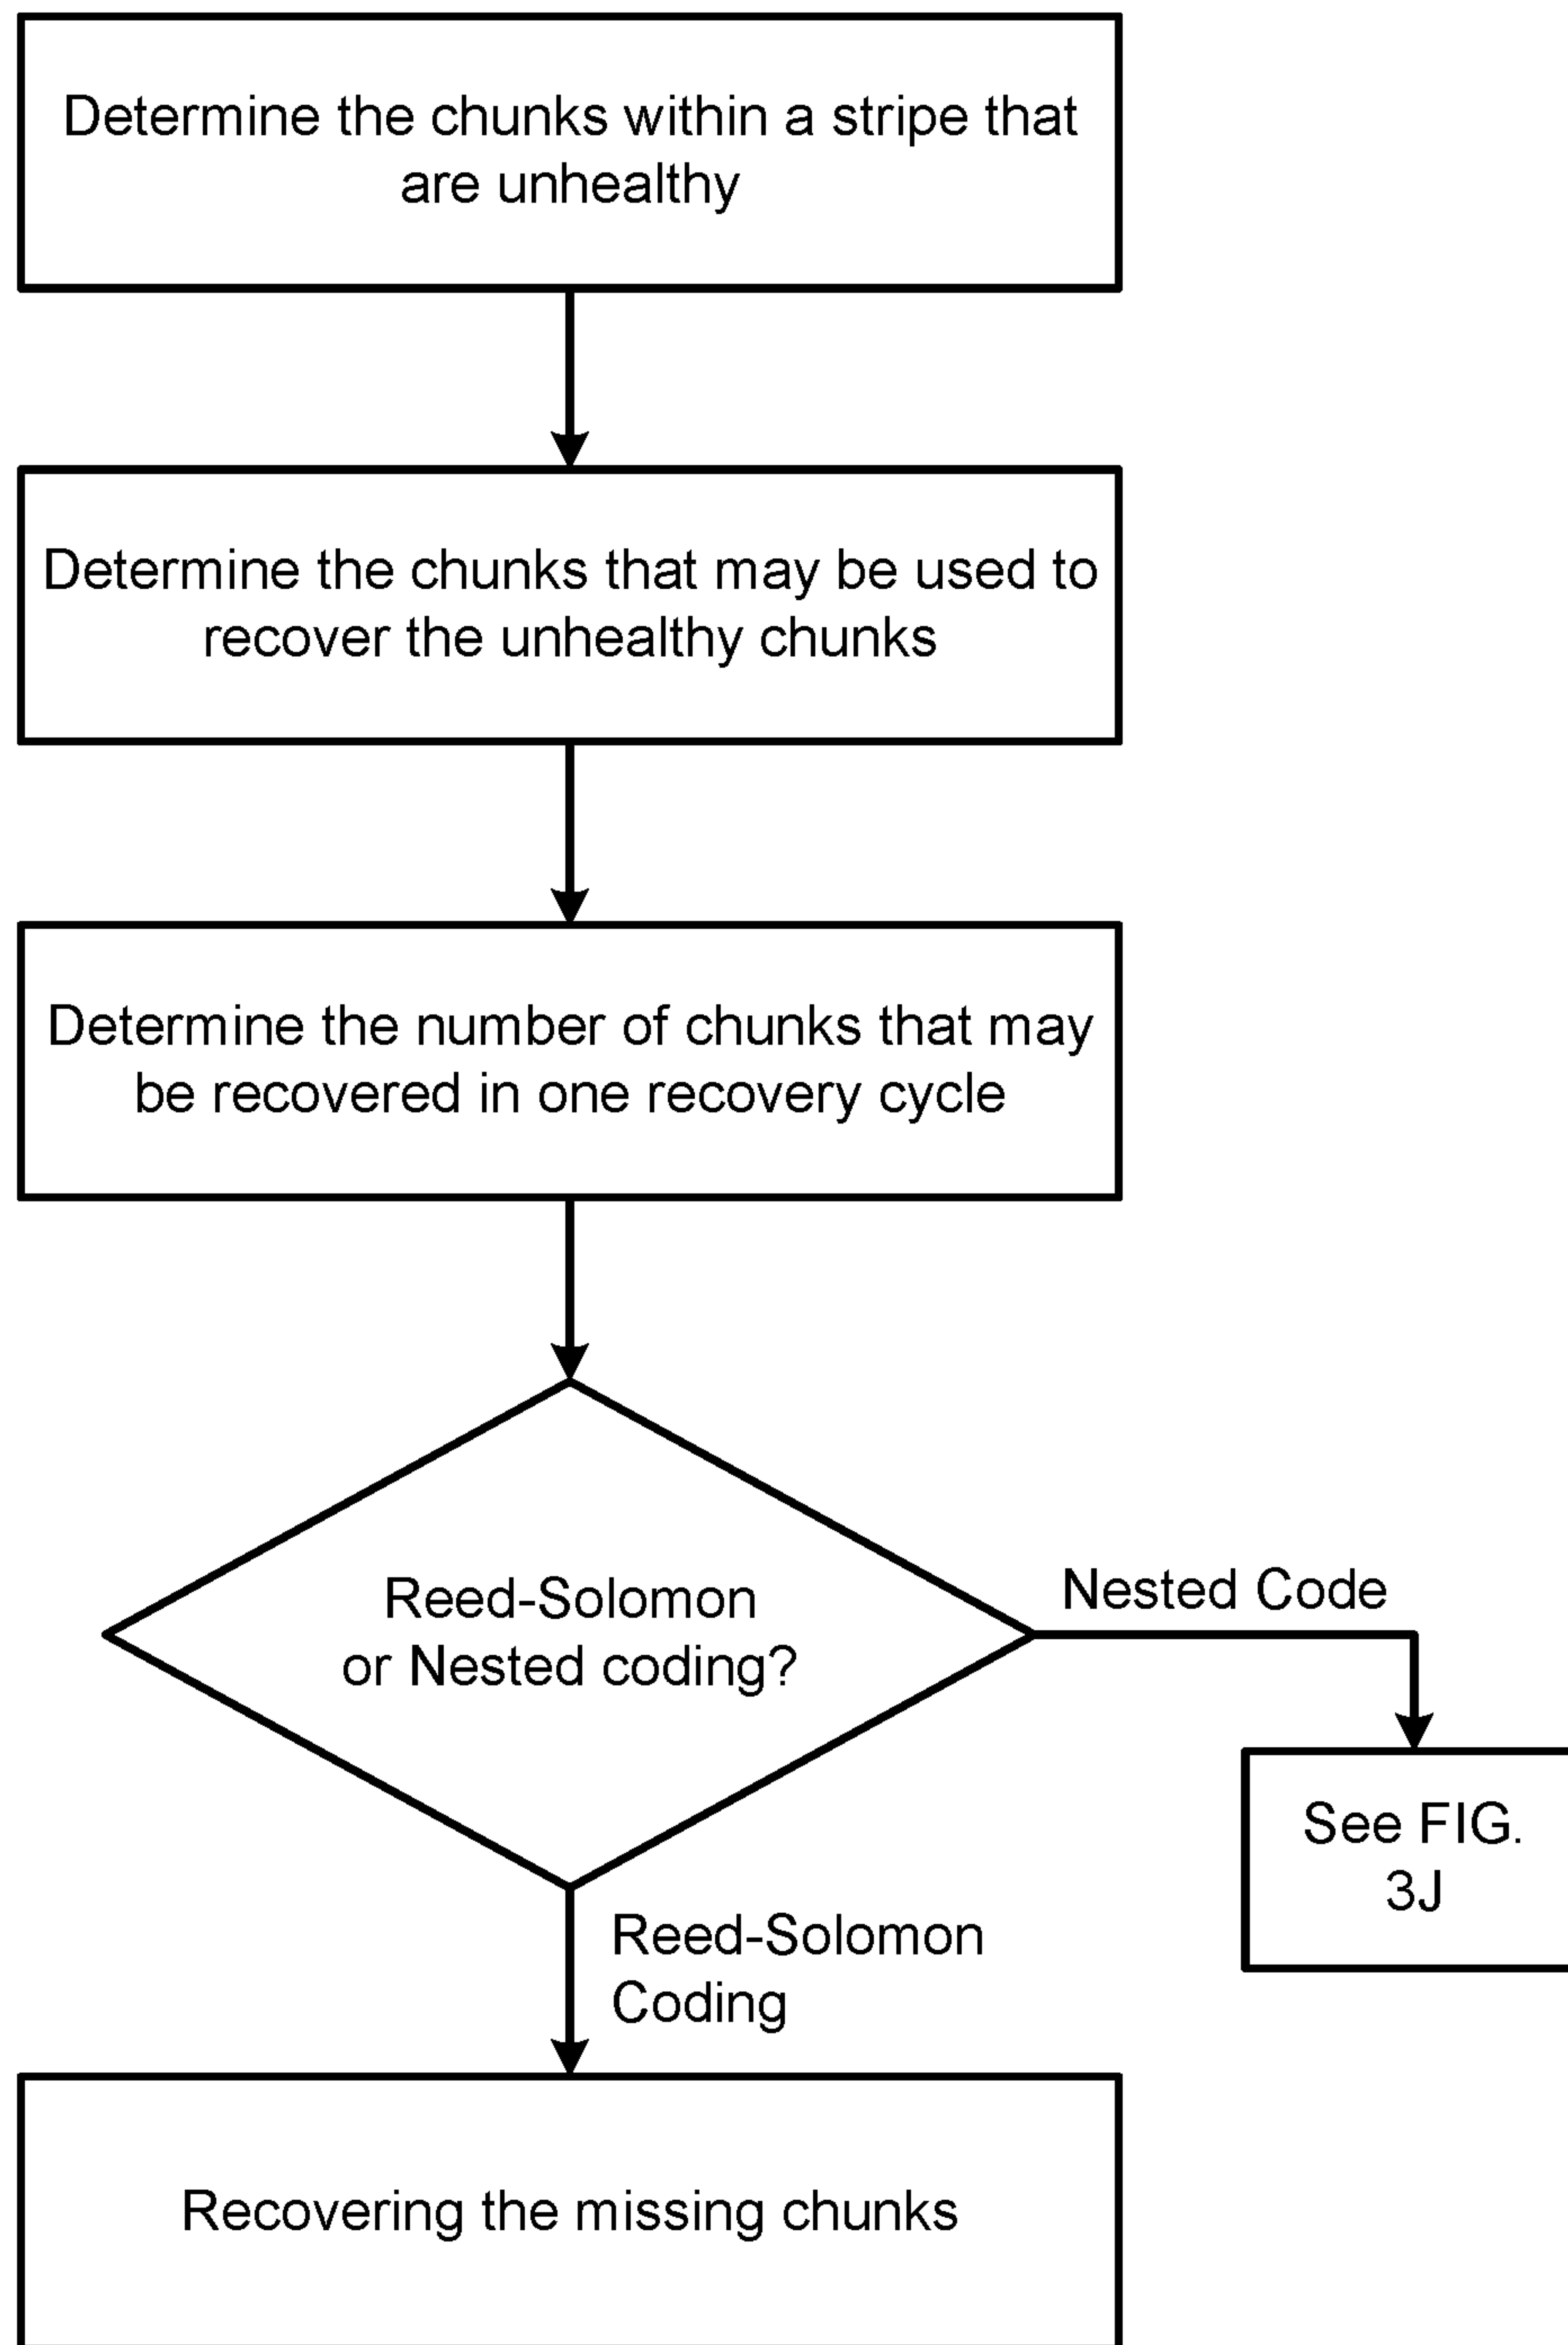 Determine the chunks within a stripe that
are unhealthy
Determine the chunks that may be used to
recover the unhealthy chunks
Determine the number of chunks that may
be recovered in one recovery cycle
Reed-Solomon
or Nested coding?
Nested Code
See FIG.
3J
Reed-Solomon
Coding
Recovering the missing chunks